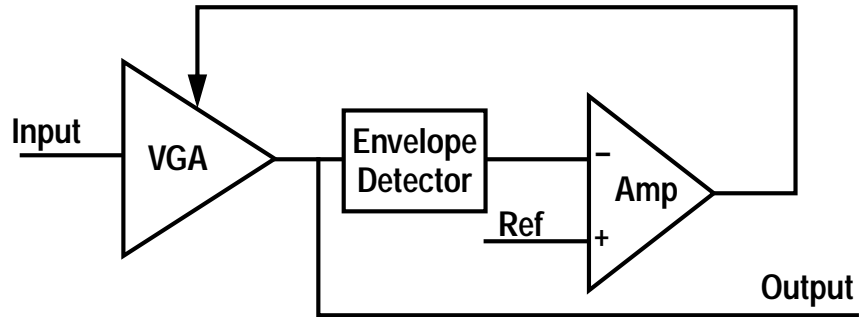 Input
VGA
Envelope
Detector
−
Amp
Ref
+
Output